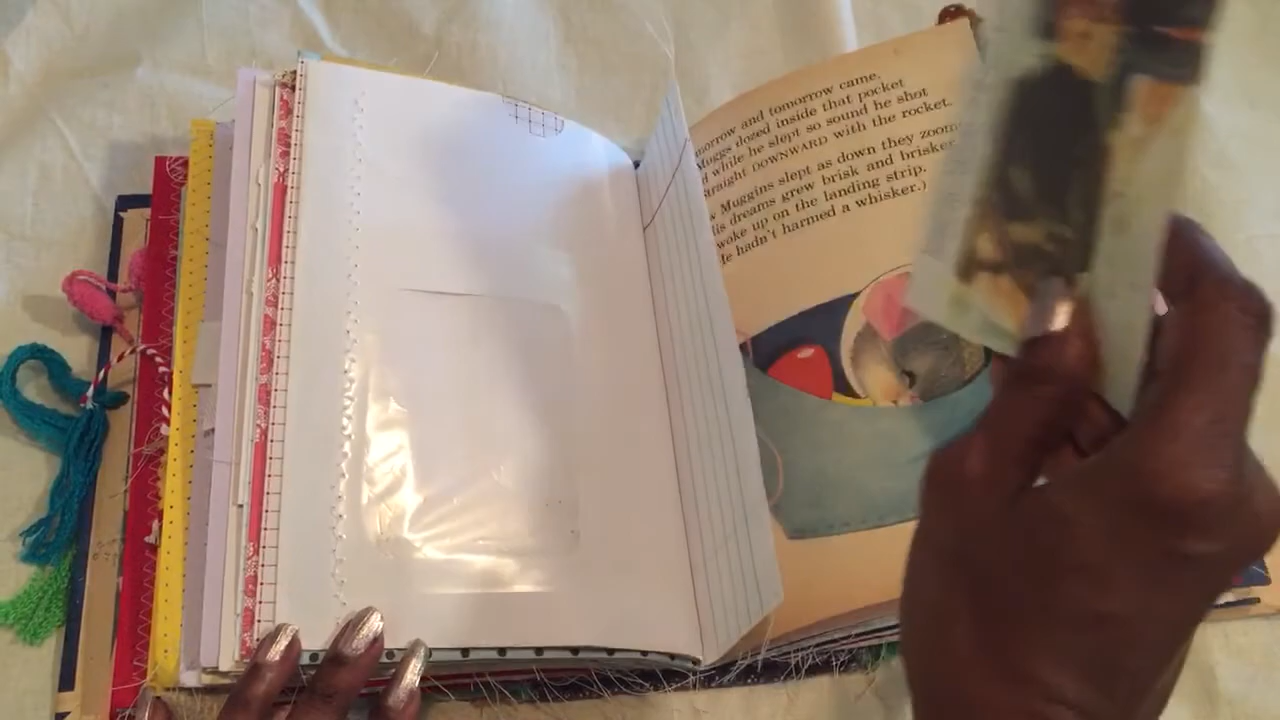 and tomorrow came.
Muggs dozed inside that pocket
while he slept so sound he shot
straight DOWNWARD with the rocket.
Muggins slept as down they zoom
dreams grew brisk and brisker
woke up on the landing strip.
He hadn't harmed a whisker.)